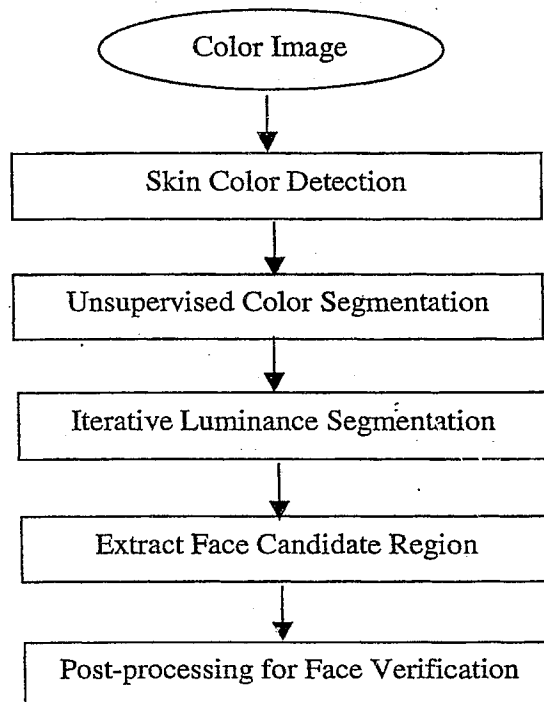 Color Image
Skin Color Detection
Unsupervised Color Segmentation
Iterative Luminance Segmentation
Extract Face Candidate Region
Post-processing for Face Verification